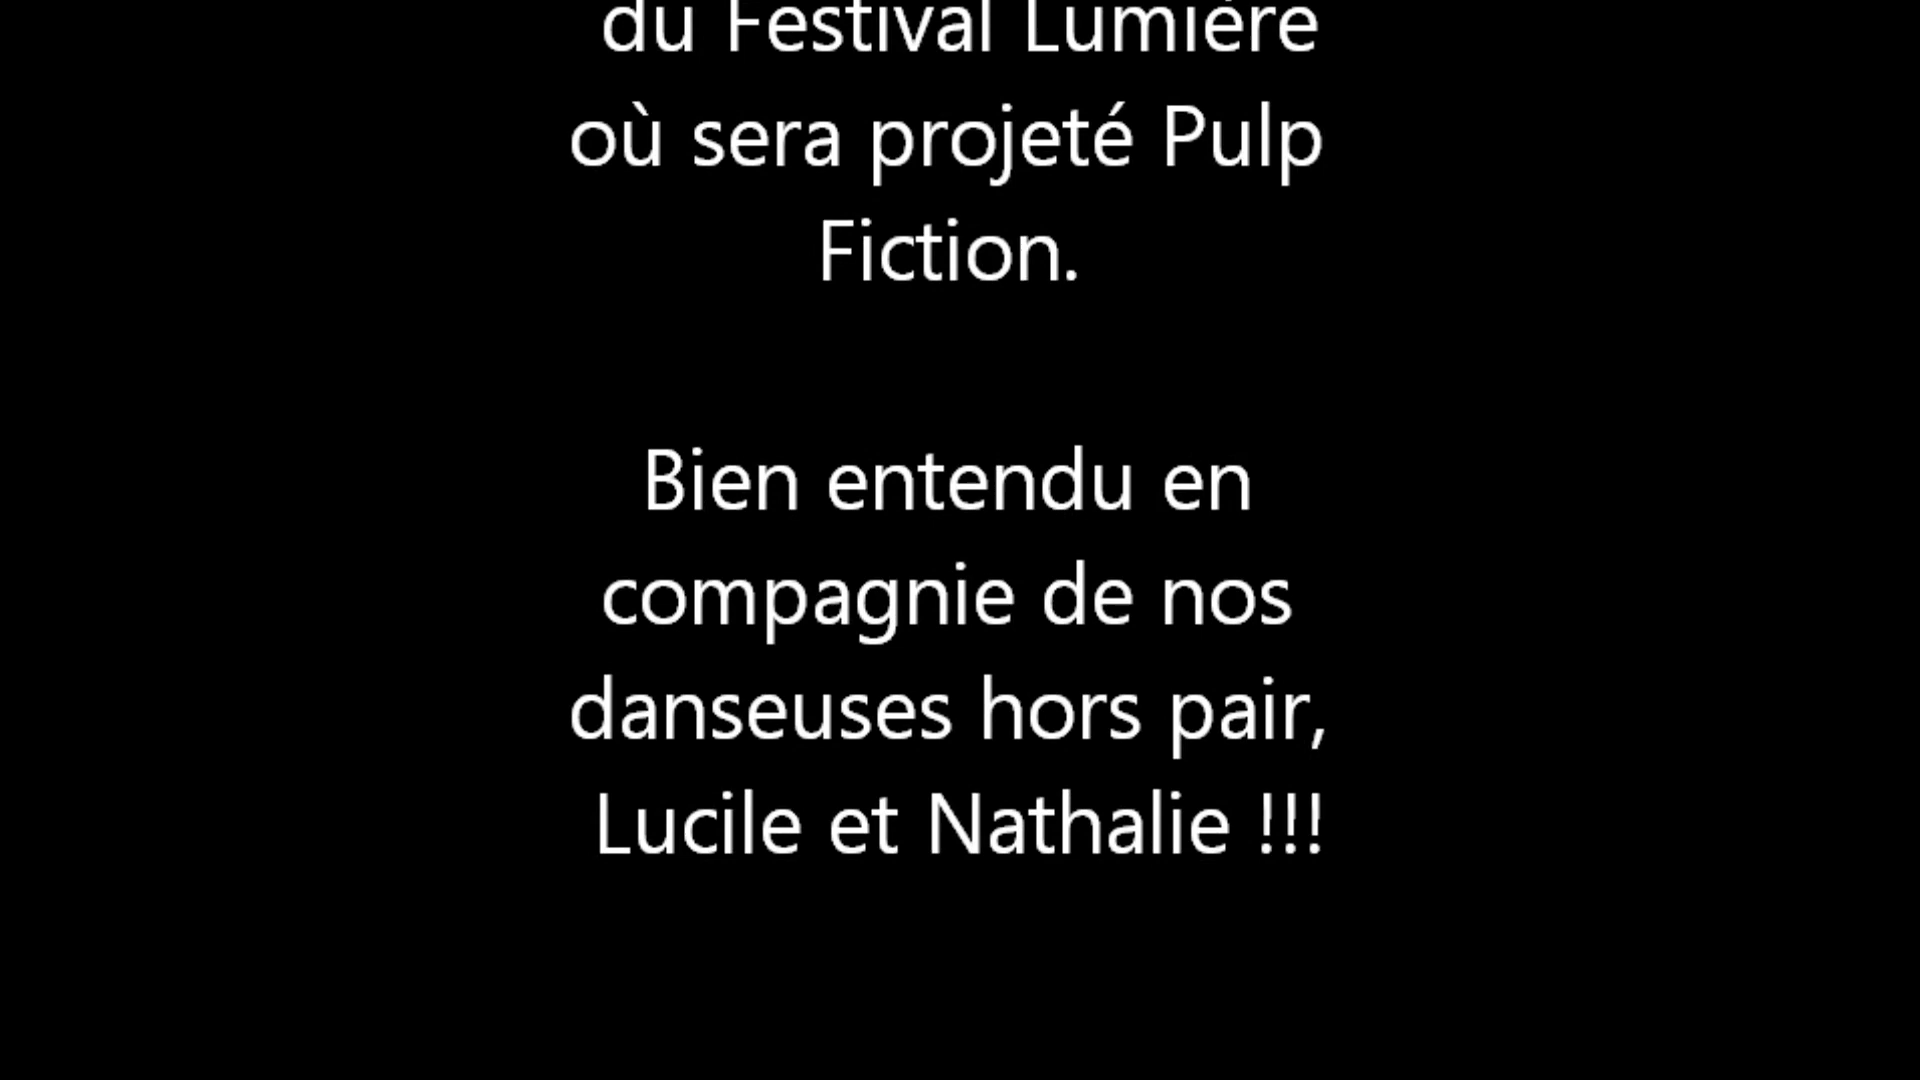 du Festival Lumière
où sera projeté Pulp
Fiction.
Bien entendu en
compagnie de nos
danseuses hors pair,
Lucile et Nathalie !!!